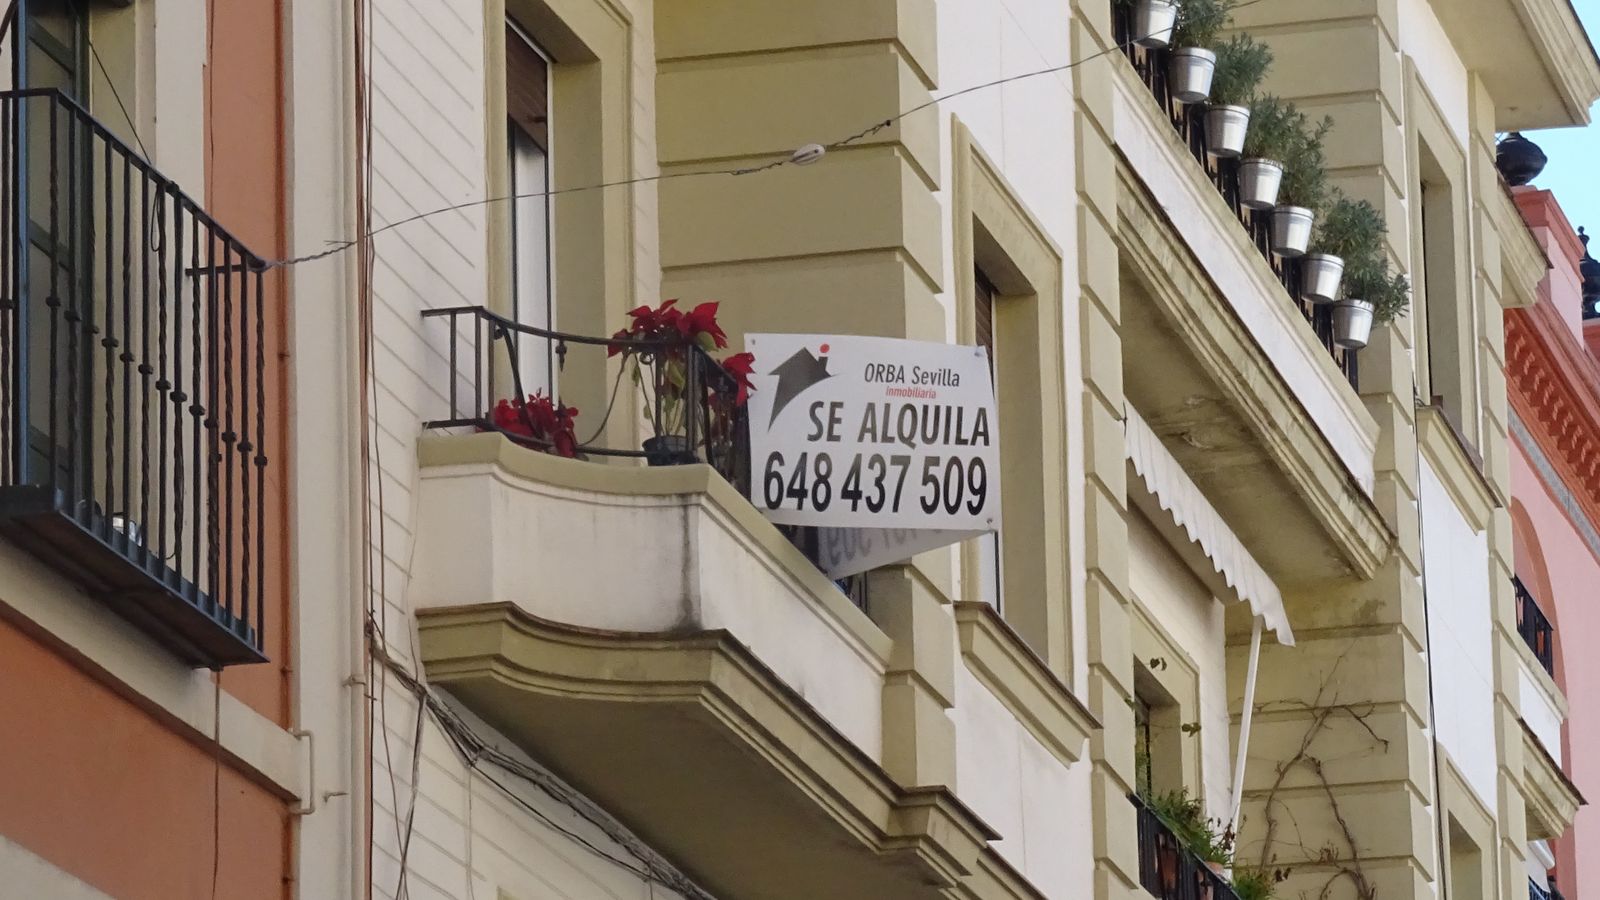 ORBA Sevilla
inmobiliaria
SE ALQUILA
648 437 509